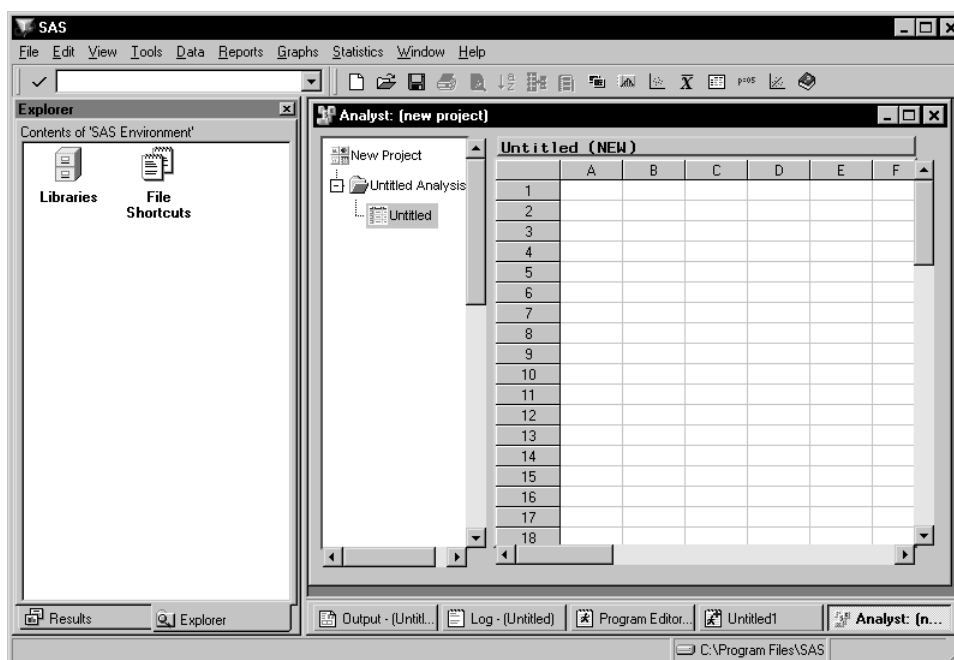 SAS
File Edit View Tools Data Reports Graphs Statistics Window Help
Explorer
Contents of 'SAS Environment'
Libraries
File Shortcuts
Analyst: (new project)
New Project
Untitled Analysis
Untitled
Untitled (NEW)
A B C D E F
1
2
3
4
5
6
7
8
9
10
11
12
13
14
15
16
17
18
Results
Explorer
Output - (Untitl...
Log - (Untitled)
Program Editor...
Untitled1
Analyst: (n...
C:\Program Files\SAS